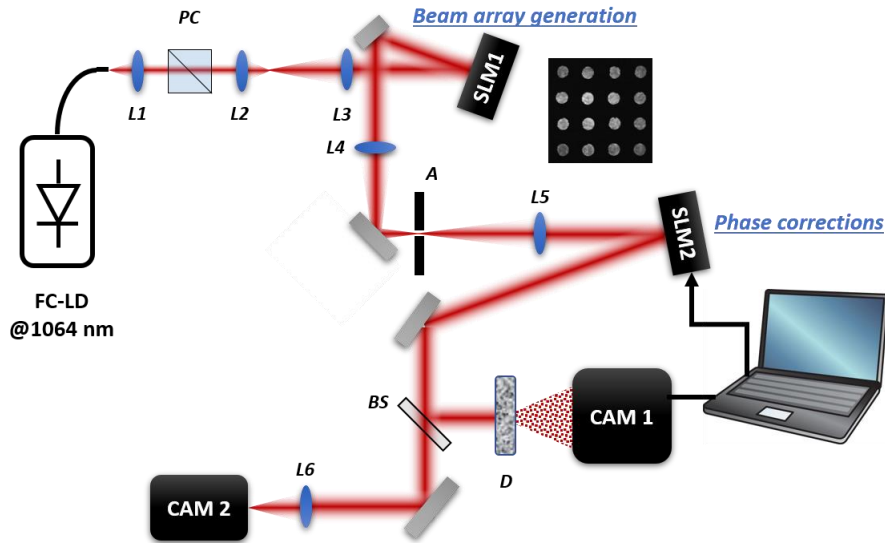 Beam array generation
PC
L1
L2
L3
SLM1
L4
A
L5
SLM2
Phase corrections
FC-LD
@1064 nm
BS
CAM 1
D
L6
CAM 2